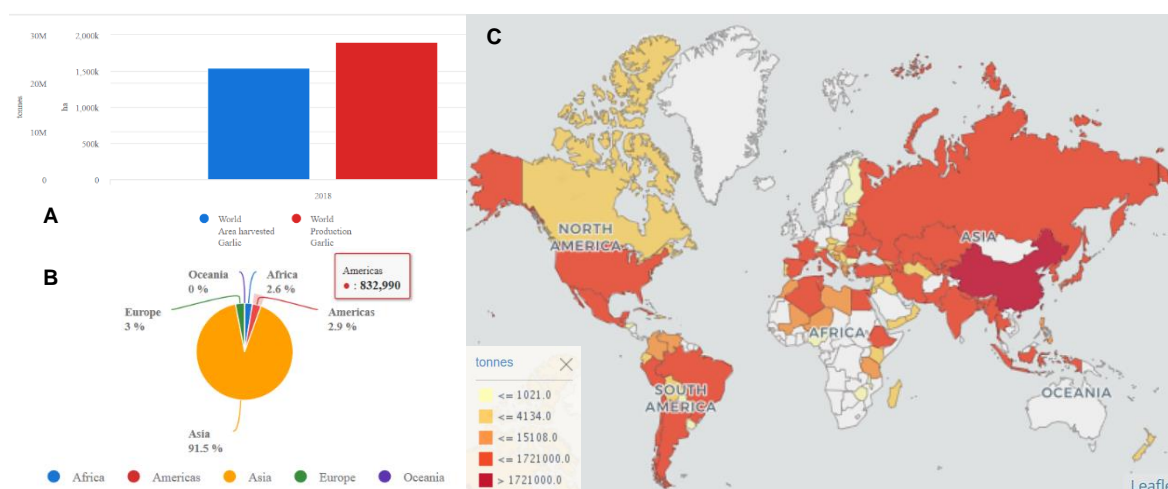 30M
20M
10M
0
tonnes
2,000k
1,500k
1,000k
500k
0
ha
2018
A
World
Area harvested
Garlic
World
Production
Garlic
B
Oceania
0 %
Africa
2.6 %
Americas
: 832,990
Europe
3 %
Americas
2.9 %
Asia
91.5 %
Africa
Americas
Asia
Europe
Oceania
C
NORTH
AMERICA
ASIA
AFRICA
SOUTH
AMERICA
OCEANIA
tonnes
<= 1021.0
<= 4134.0
<= 15108.0
<= 1721000.0
> 1721000.0
Leafle